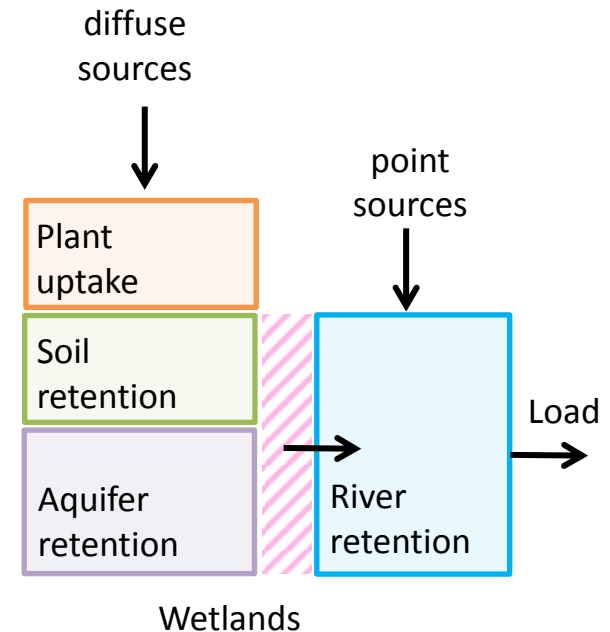 diffuse
sources
point
sources
Plant
uptake
Soil
retention
Aquifer
retention
River
retention
Load
Wetlands